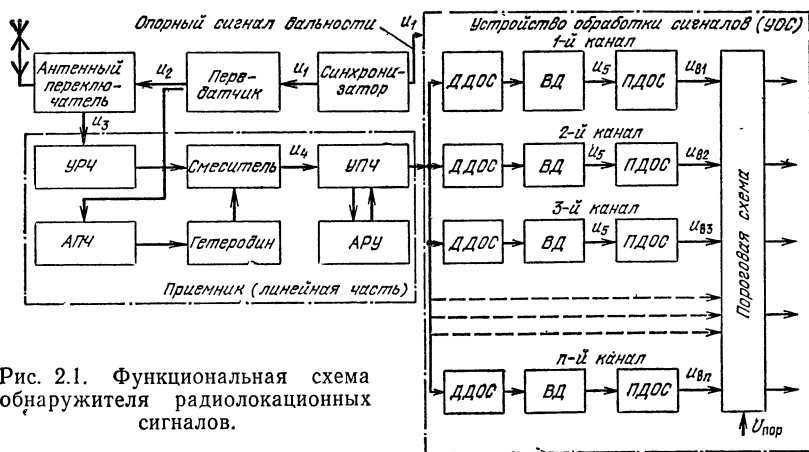 Опорный сигнал дальности
u₁
Устройство обработки сигналов (УОС)
1-й канал
Антенный переключатель
u₂
Передатчик
u₁
Синхронизатор
ДДОС
ВД
u₅
ПДОС
uв1
u₃
2-й канал
УРЧ
Смеситель
u₄
УПЧ
ДДОС
ВД
u₅
ПДОС
uв2
3-й канал
АПЧ
Гетеродин
АРУ
ДДОС
ВД
u₅
ПДОС
uв3
Приемник (линейная часть)
Пороговая схема
n-й канал
ДДОС
ВД
ПДОС
uвn
Uпор
Рис. 2.1. Функциональная схема
обнаружителя радиолокационных
сигналов.